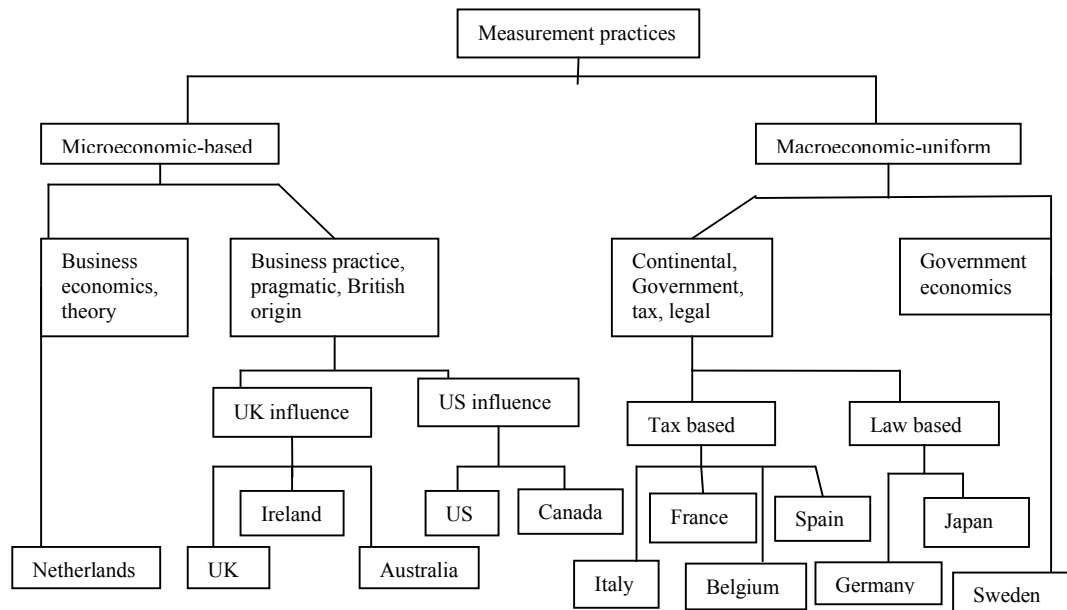 Measurement practices
Microeconomic-based
Macroeconomic-uniform
Business
economics,
theory
Business practice,
pragmatic, British
origin
Continental,
Government,
tax, legal
Government
economics
UK influence
US influence
Tax based
Law based
Ireland
US
Canada
France
Spain
Japan
Netherlands
UK
Australia
Italy
Belgium
Germany
Sweden